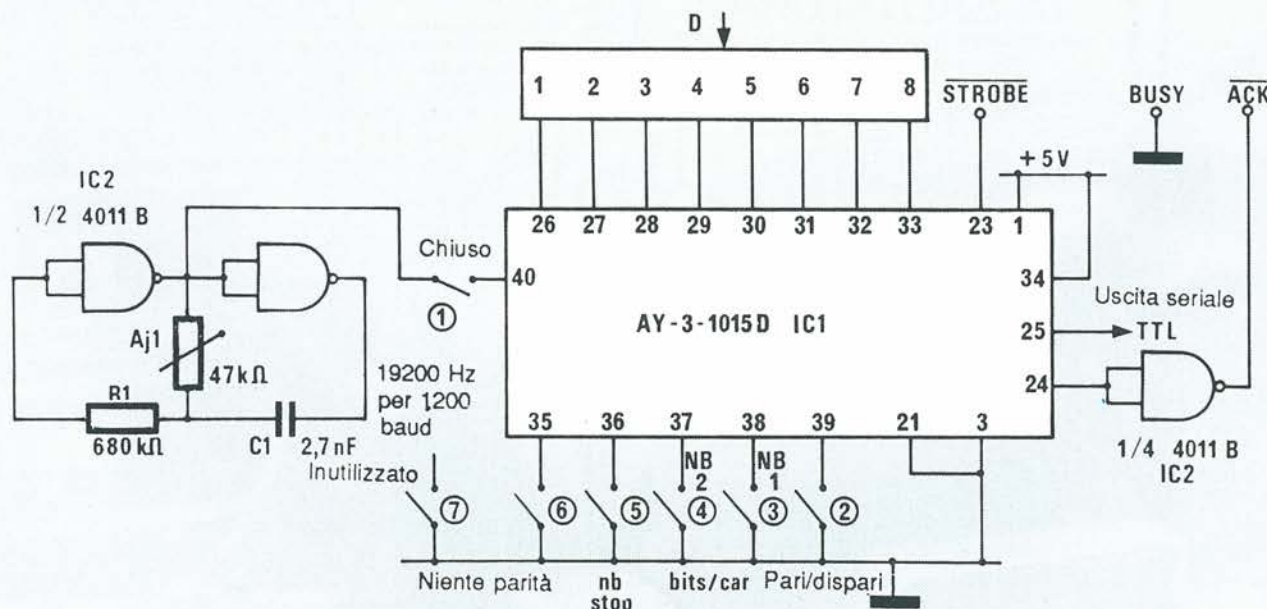 D
1 2 3 4 5 6 7 8
STROBE
BUSY
ACK
+5V
IC2
1/2 4011 B
26 27 28 29 30 31 32 33 23 1
Chiuso
40
1
34
AY-3-1015D IC1
Uscita seriale
25
TTL
24
Aj1
47kΩ
R1
680kΩ
C1
2,7nF
19200 Hz
per 1200
baud
Inutilizzato
35 36 37 38 39 21 3
1/4 4011 B
IC2
NB
2
NB
1
7 6 5 4 3 2
Niente parità
nb
stop
bits/car
Pari/dispari